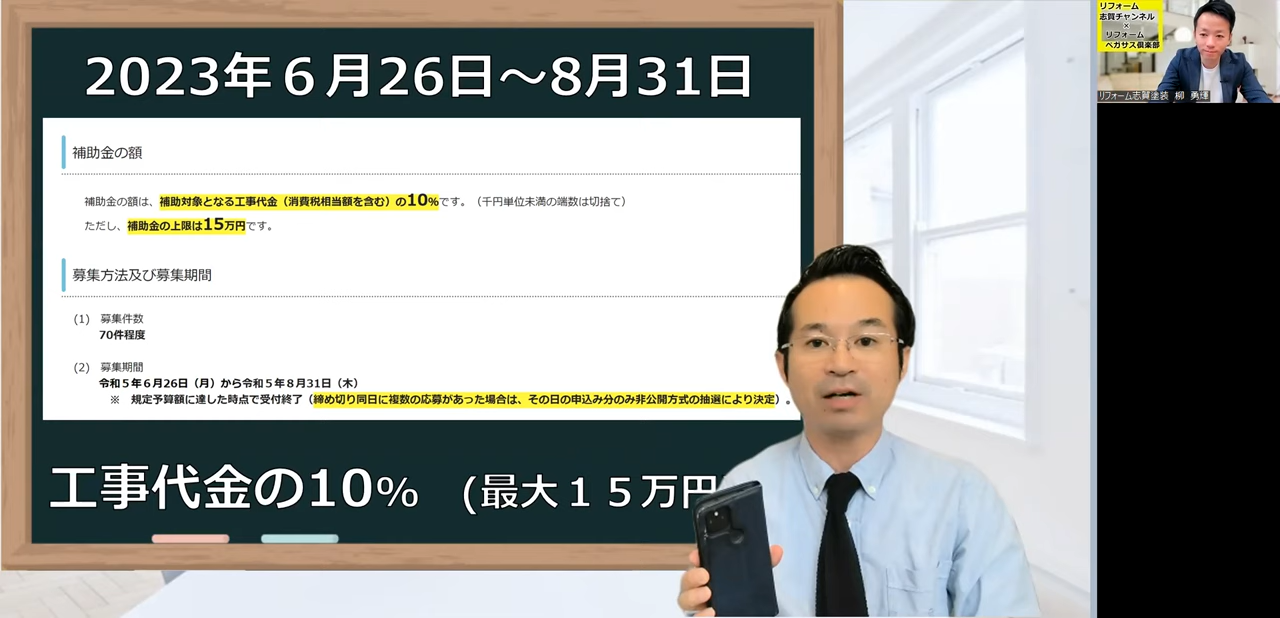 2023年６月26日～8月31日
補助金の額
補助金の額は、補助対象となる工事代金（消費税相当額を含む）の10%です。（千円単位未満の端数は切捨て）
ただし、補助金の上限は15万円です。
募集方法及び募集期間
(1)　募集件数
70件程度
(2)　募集期間
令和５年６月26日（月）から令和５年８月31日（木）
※　規定予算額に達した時点で受付終了（締め切り同日に複数の応募があった場合は、その日の申込み分のみ非公開方式の抽選により決定）。
工事代金の10%　(最大１５万円
リフォーム
志賀チャンネル
×
リフォーム
ペガサス倶楽部
リフォーム志賀塗装 柳 勇輝